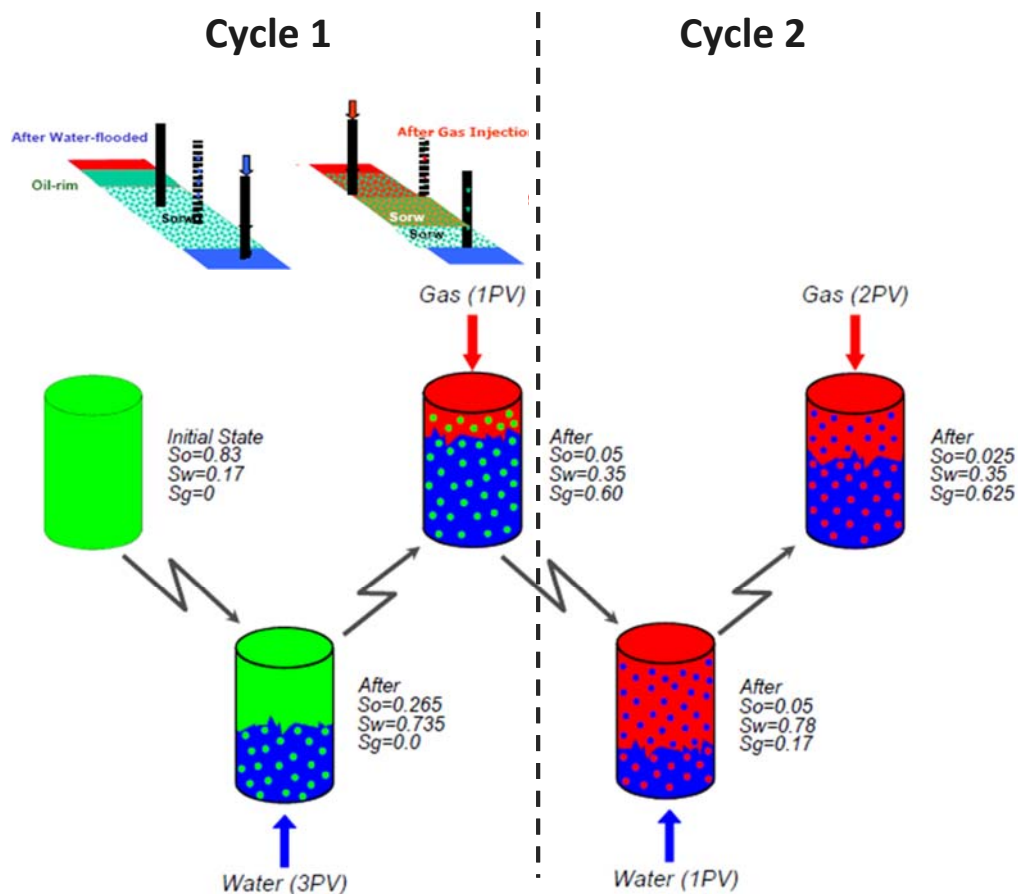 Cycle 1
Cycle 2
After Water-flooded
Oil-rim
Sorw
After Gas Injection
Sorw
Sorw
Gas (1PV)
Gas (2PV)
Initial State
So=0.83
Sw=0.17
Sg=0
After
So=0.05
Sw=0.35
Sg=0.60
After
So=0.025
Sw=0.35
Sg=0.625
After
So=0.265
Sw=0.735
Sg=0.0
After
So=0.05
Sw=0.78
Sg=0.17
Water (3PV)
Water (1PV)